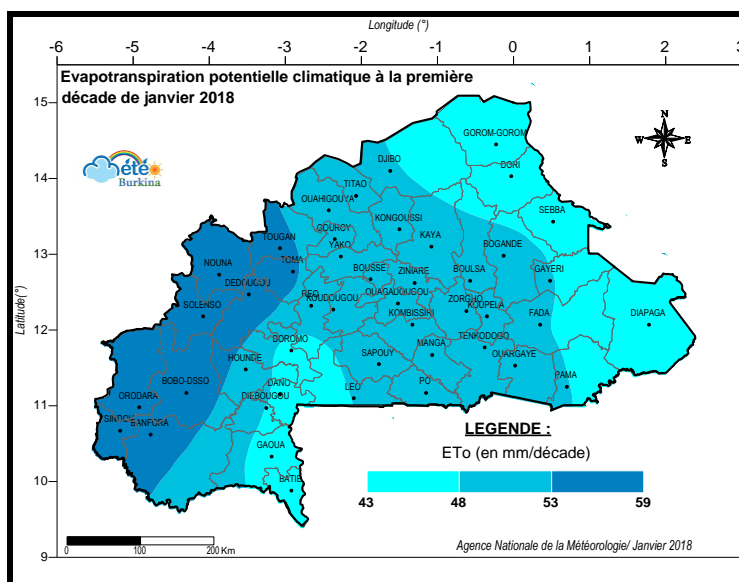 Longitude (°)
-6 -5 -4 -3 -2 -1 0 1 2 3
Evapotranspiration potentielle climatique à la première
décade de janvier 2018
15
14
13
12
11
10
9
Latitude(°)
été
Burkina
N
W E
S
GOROM-GOROM
DORI
DJIBO
TITAO
OUAHIGOUYA
SEBBA
KONGOUSSI
TOUGAN
GOURCY
KAYA
YAKO
BOGANDE
NOUNA
TOMA
BOUSSE
ZINIARE
BOULSA
GAYERI
DEDOUGOU
REO
OUAGADOUGOU
KOUDOUGOU
SOLENSO
ZORGHO
KOUPELA
KOMBISSIRI
FADA
DIAPAGA
BOROMO
TENKODOGO
MANGA
HOUNDE
SAPOUY
OUARGAYE
BOBO-DSSO
DANO
LEO
PO
PAMA
ORODARA
DIEBOUGOU
SINDOU
BANFORA
GAOUA
BATIE
LEGENDE :
ETo (en mm/décade)
43 48 53 59
0 100 200 Km
Agence Nationale de la Météorologie/ Janvier 2018